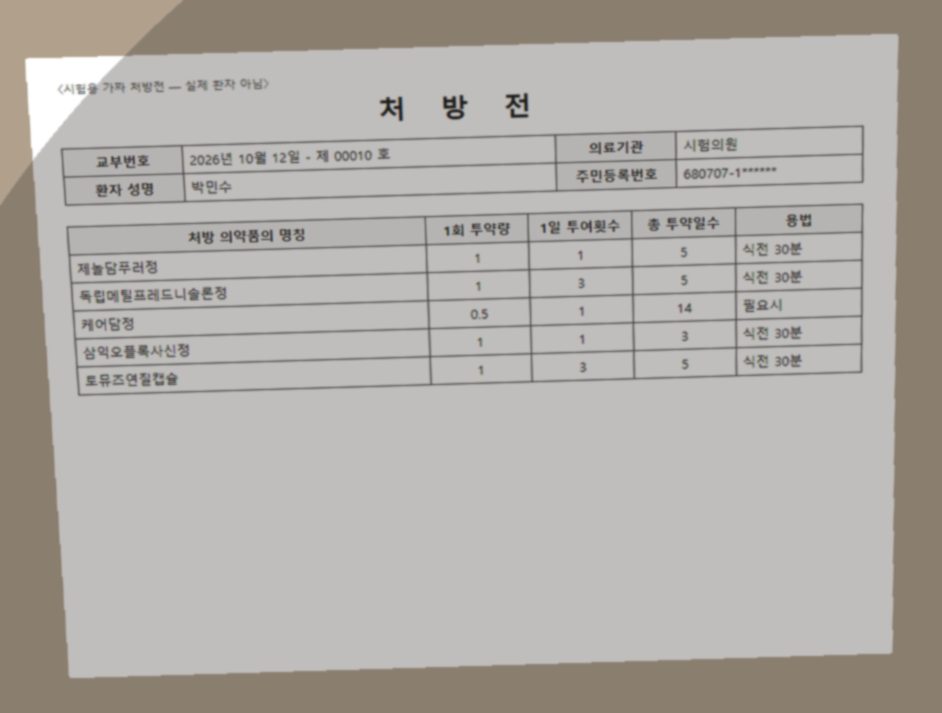 <시험용 가짜 처방전 — 실제 환자 아님>
처 방 전
교부번호 2026년 10월 12일 - 제 00010 호 의료기관 시험의원
환자 성명 박민수 주민등록번호 680707-1******
처방 의약품의 명칭 1회 투약량 1일 투여횟수 총 투약일수 용법
제놀담푸러정 1 1 5 식전 30분
독립메틸프레드니솔론정 1 3 5 식전 30분
케어담정 0.5 1 14 필요시
삼익오플록사신정 1 1 3 식전 30분
토뮤즈연질캡슐 1 3 5 식전 30분